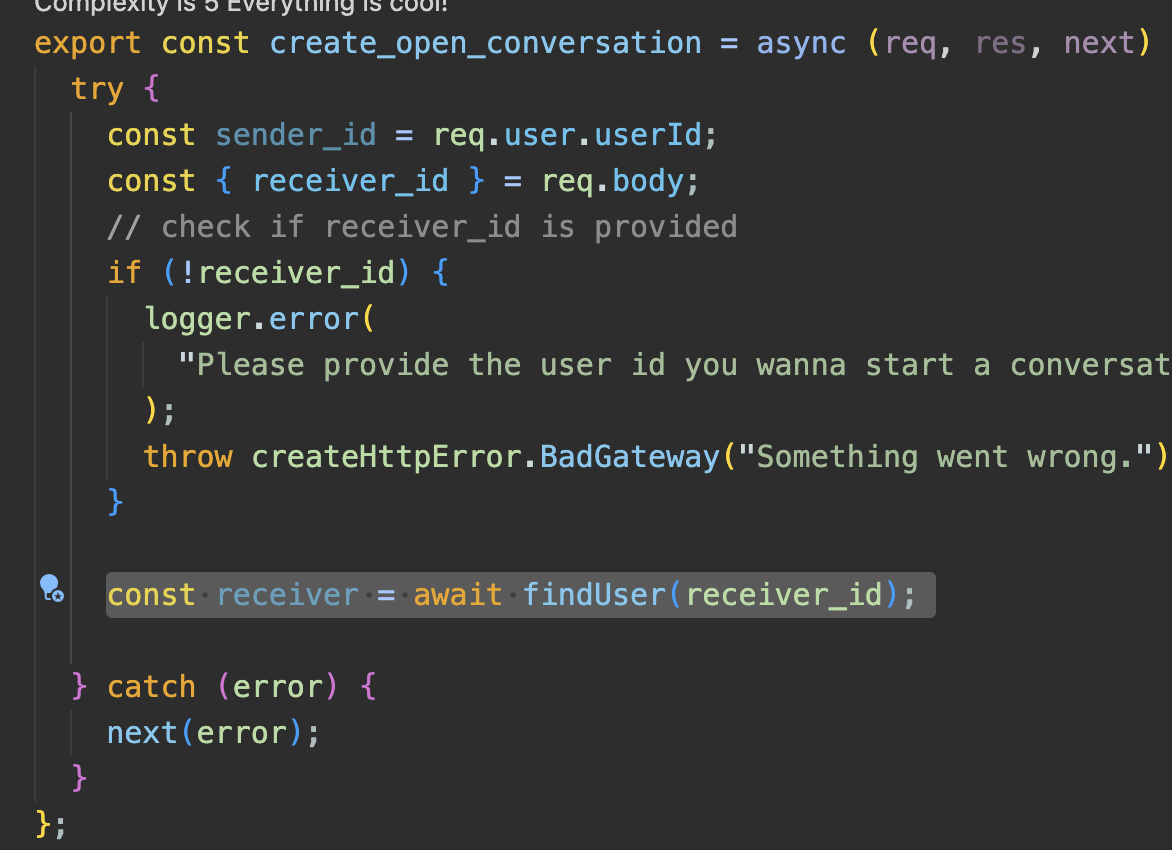 Complexity is 5 Everything is cool!
export const create_open_conversation = async (req, res, next)
try {
const sender_id = req.user.userId;
const { receiver_id } = req.body;
// check if receiver_id is provided
if (!receiver_id) {
logger.error(
"Please provide the user id you wanna start a conversat
);
throw createHttpError.BadGateway("Something went wrong.")
}
const receiver = await findUser(receiver_id);
} catch (error) {
next(error);
}
};